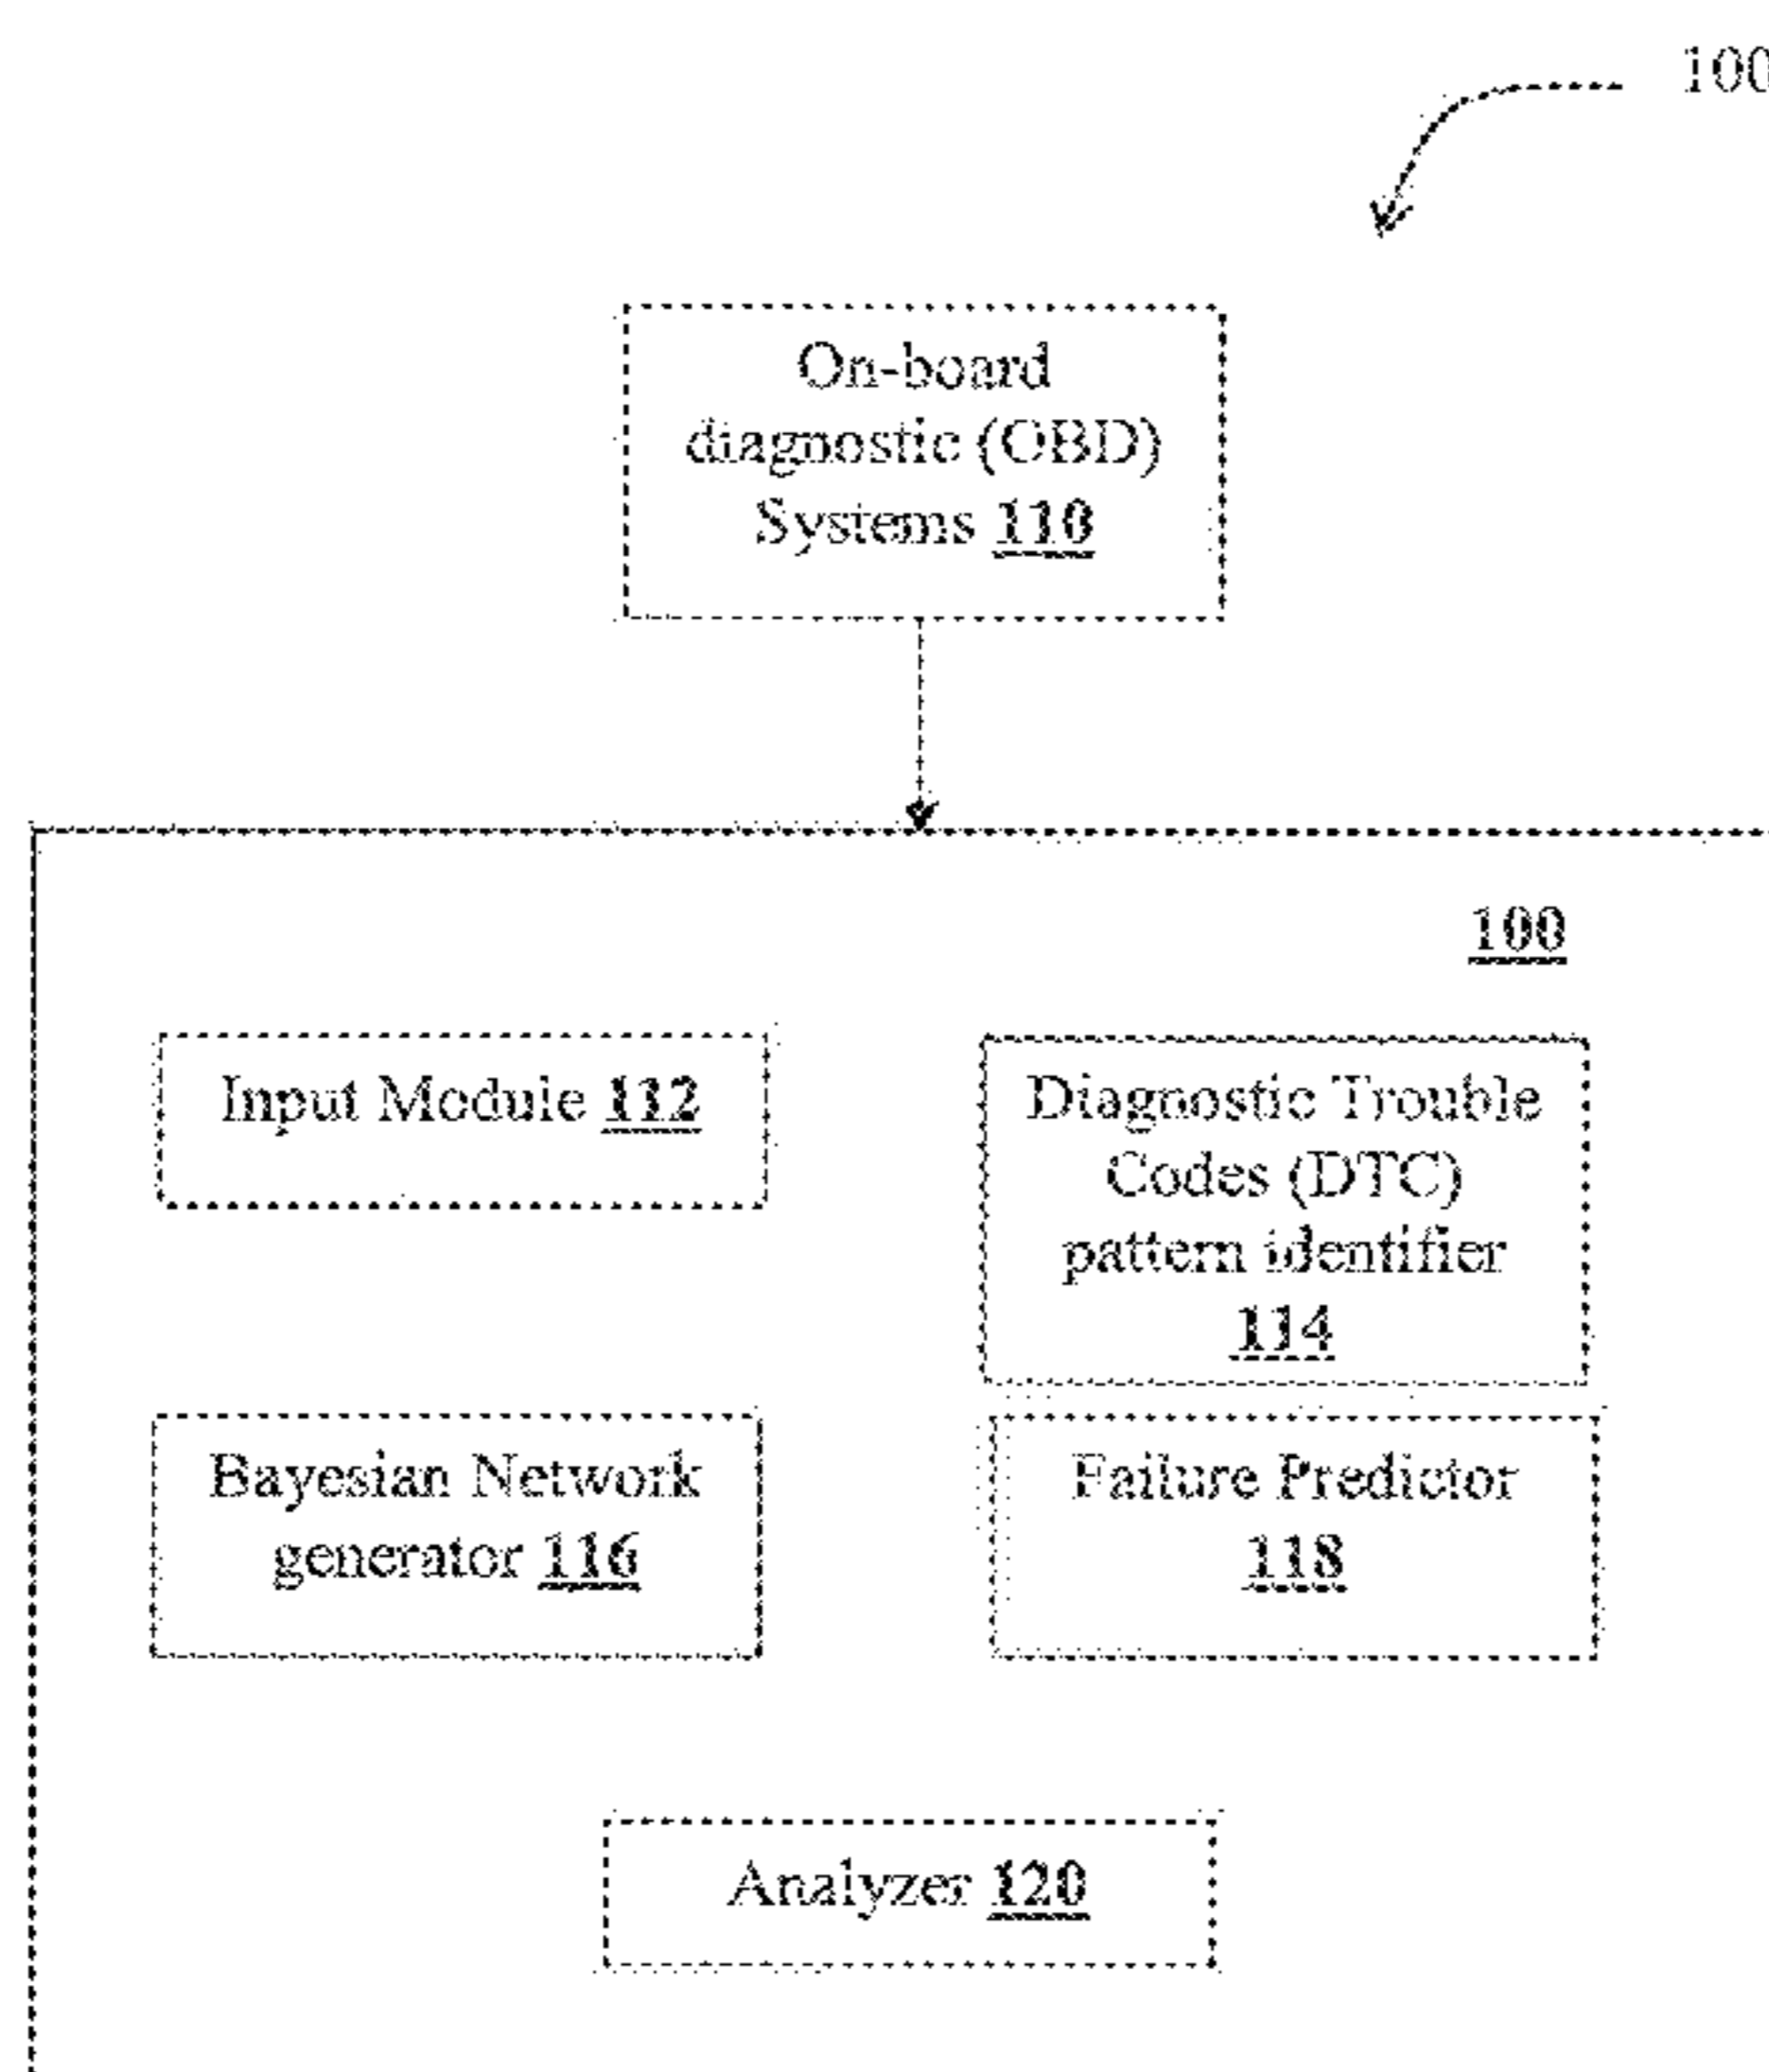 100
On-board
diagnostic (OBD)
Systems 110
100
Input Module 112
Diagnostic Trouble
Codes (DTC)
pattern identifier
114
Bayesian Network
generator 116
Failure Predictor
118
Analyzer 120